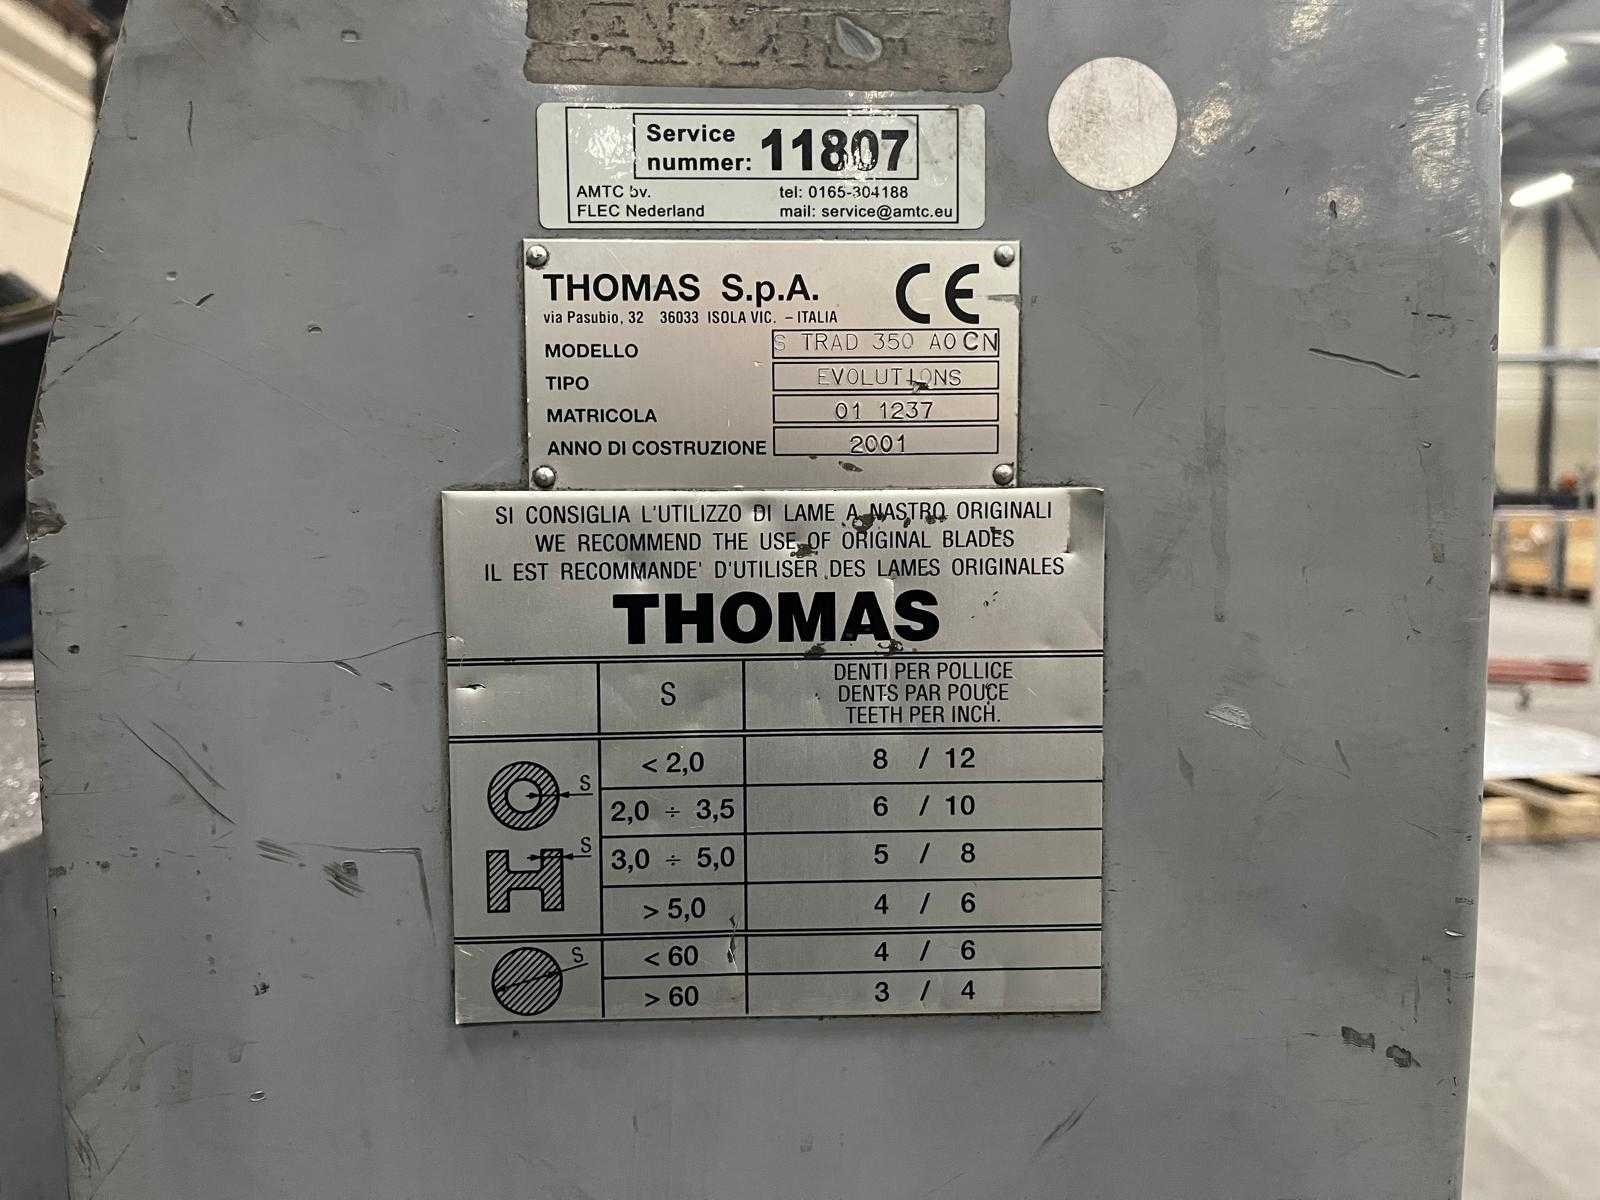 Service
nummer: 11807
AMTC bv. tel: 0165-304188
FLEC Nederland mail: service@amtc.eu
THOMAS S.p.A. CE
via Pasubio, 32 36033 ISOLA VIC. – ITALIA
MODELLO S TRAD 350 AO CN
TIPO EVOLUTIONS
MATRICOLA 01 1237
ANNO DI COSTRUZIONE 2001
SI CONSIGLIA L'UTILIZZO DI LAME A NASTRO ORIGINALI
WE RECOMMEND THE USE OF ORIGINAL BLADES
IL EST RECOMMANDE' D'UTILISER DES LAMES ORIGINALES
THOMAS
S
DENTI PER POLLICE
DENTS PAR POUCE
TEETH PER INCH.
< 2,0 8 / 12
S
2,0 ÷ 3,5 6 / 10
S
3,0 ÷ 5,0 5 / 8
> 5,0 4 / 6
S
< 60 4 / 6
> 60 3 / 4